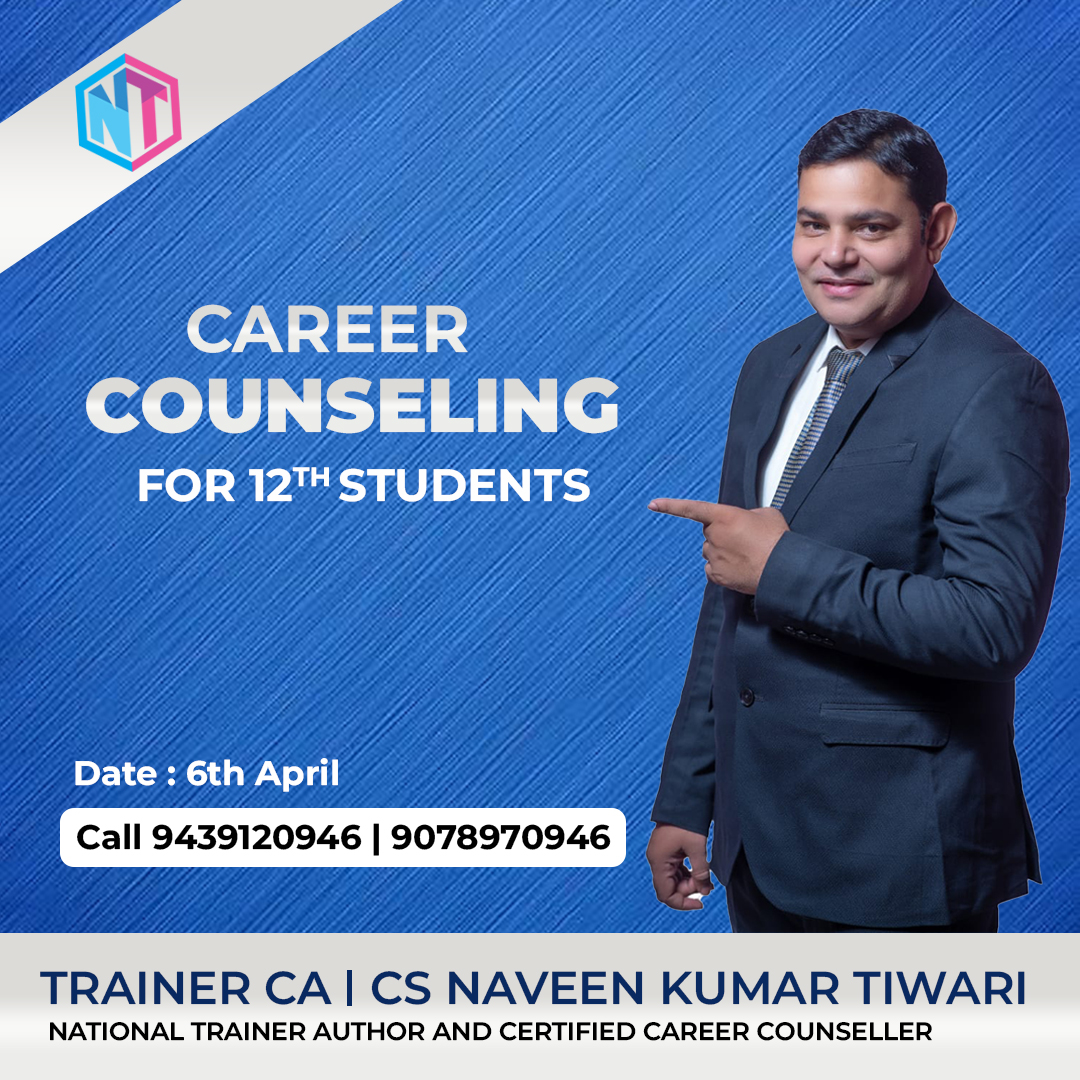 NT
CAREER
COUNSELING
FOR 12TH STUDENTS
Date : 6th April
Call 9439120946 | 9078970946
TRAINER CA | CS NAVEEN KUMAR TIWARI
NATIONAL TRAINER AUTHOR AND CERTIFIED CAREER COUNSELLER